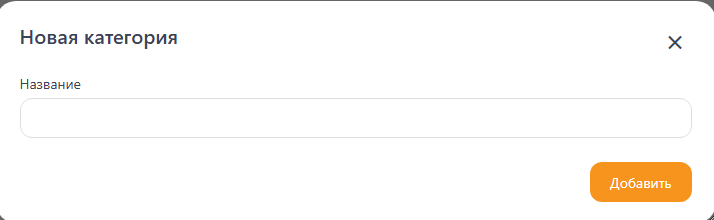 Новая категория
Название
Добавить